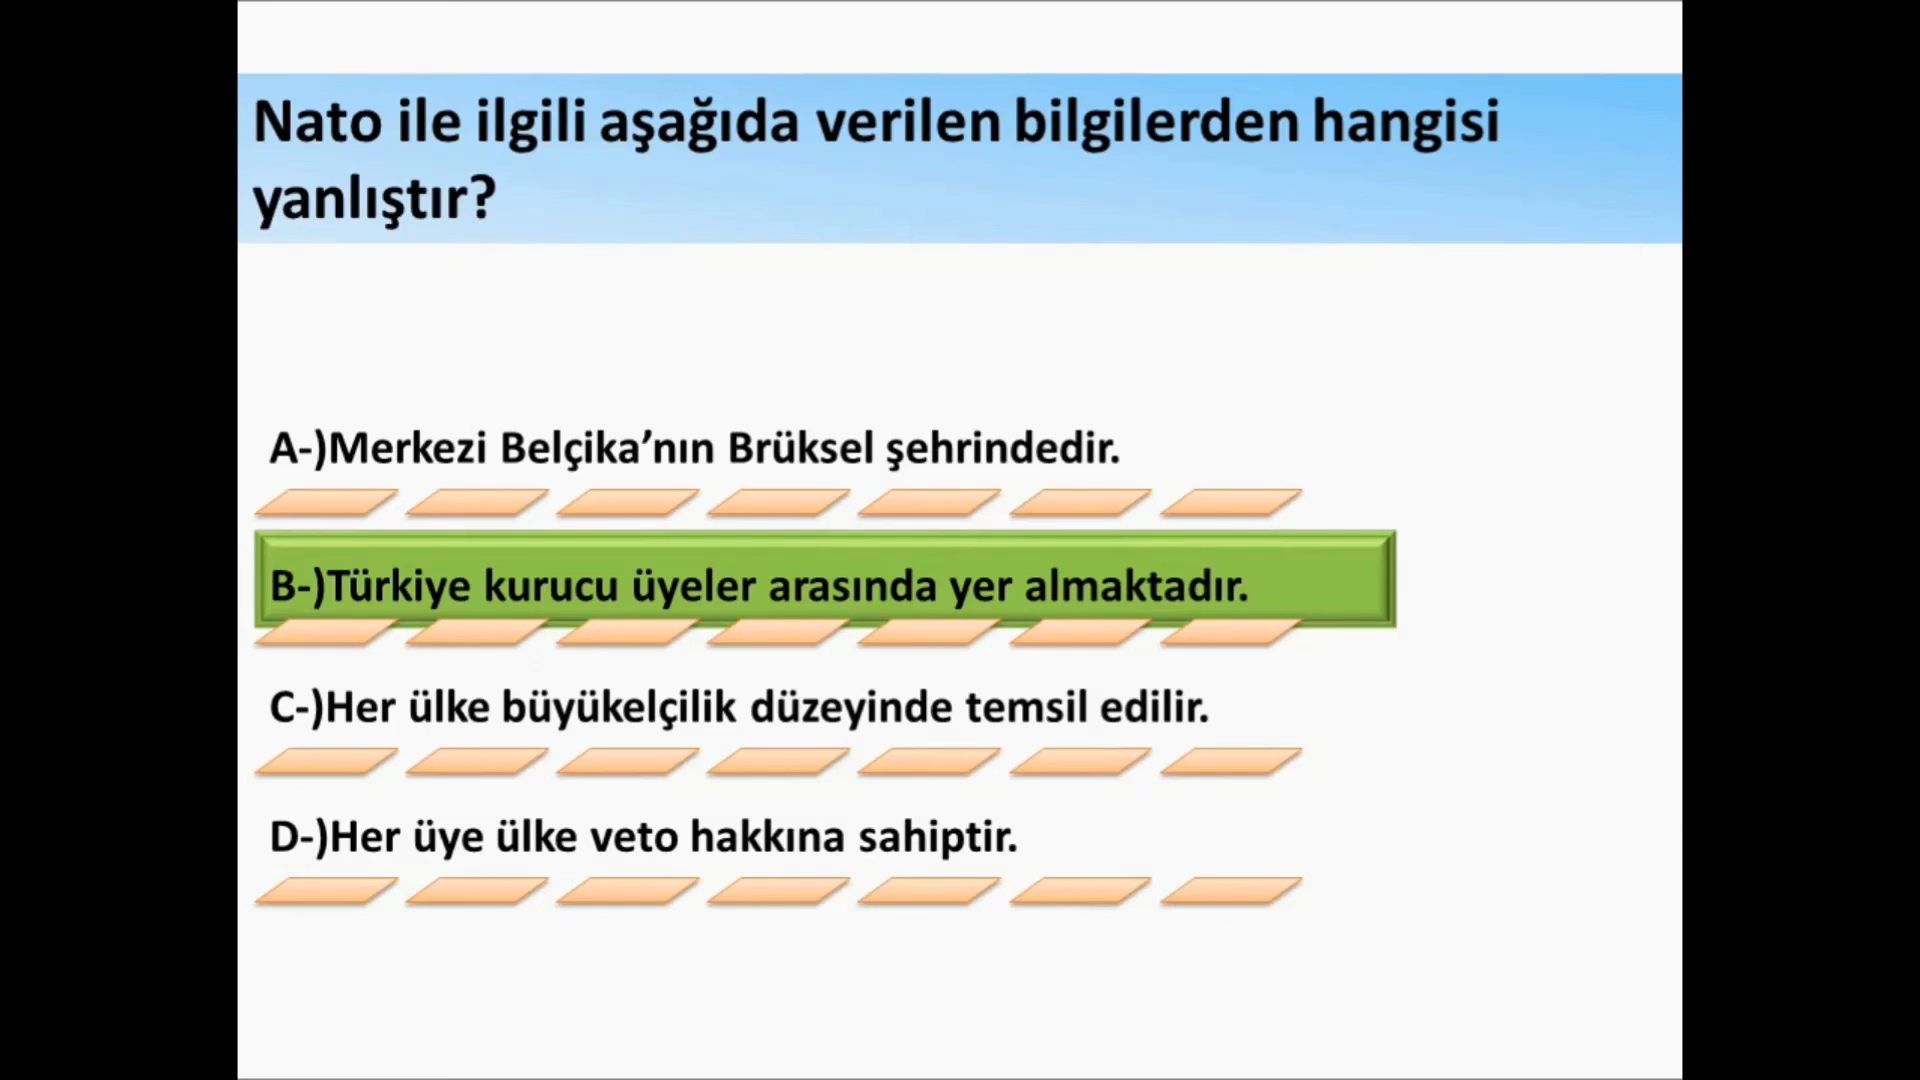 Nato ile ilgili aşağıda verilen bilgilerden hangisi
yanlıştır?
A-)Merkezi Belçika’nın Brüksel şehrindedir.
B-)Türkiye kurucu üyeler arasında yer almaktadır.
C-)Her ülke büyükelçilik düzeyinde temsil edilir.
D-)Her üye ülke veto hakkına sahiptir.